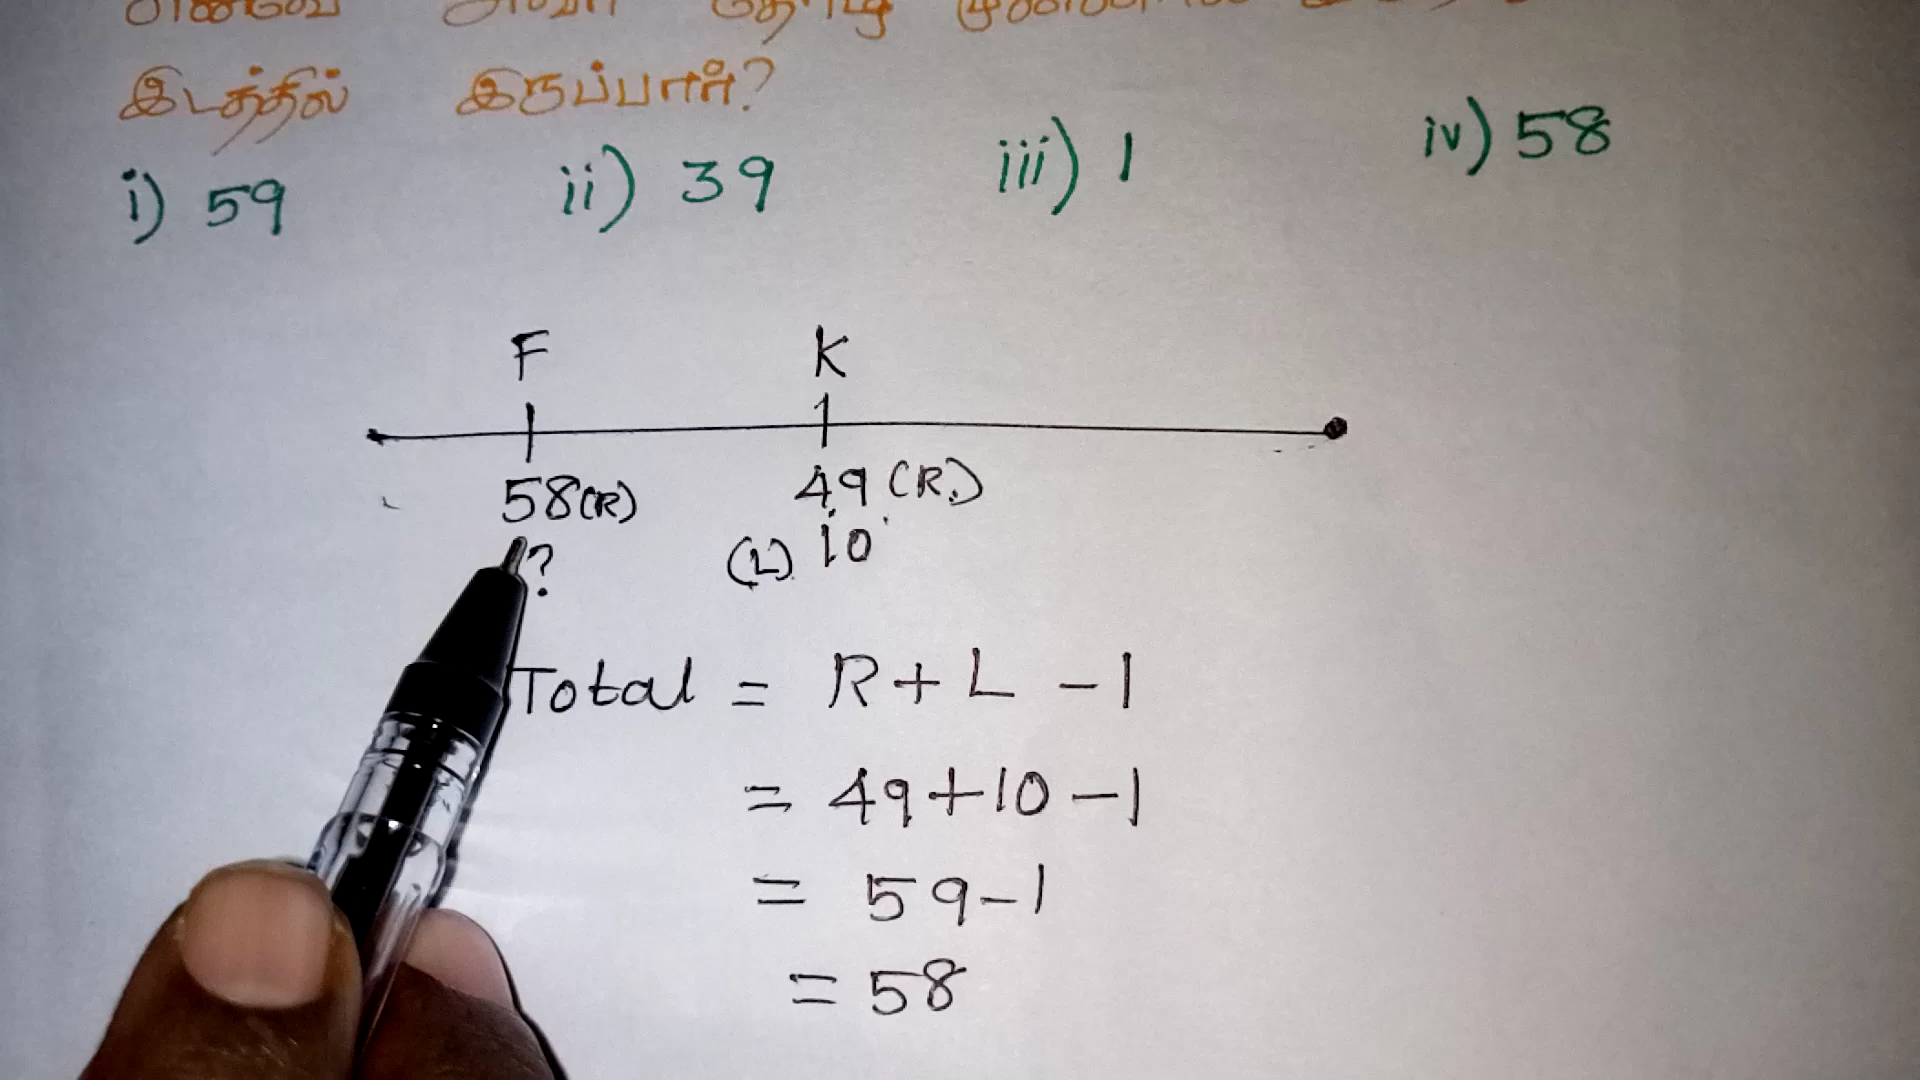 இடத்தில் இருப்பார்?
i) 59 ii) 39 iii) 1 iv) 58
F K
58(R) 49 (R)
? (L) 10
Total = R + L - 1
= 49 + 10 - 1
= 59 - 1
= 58